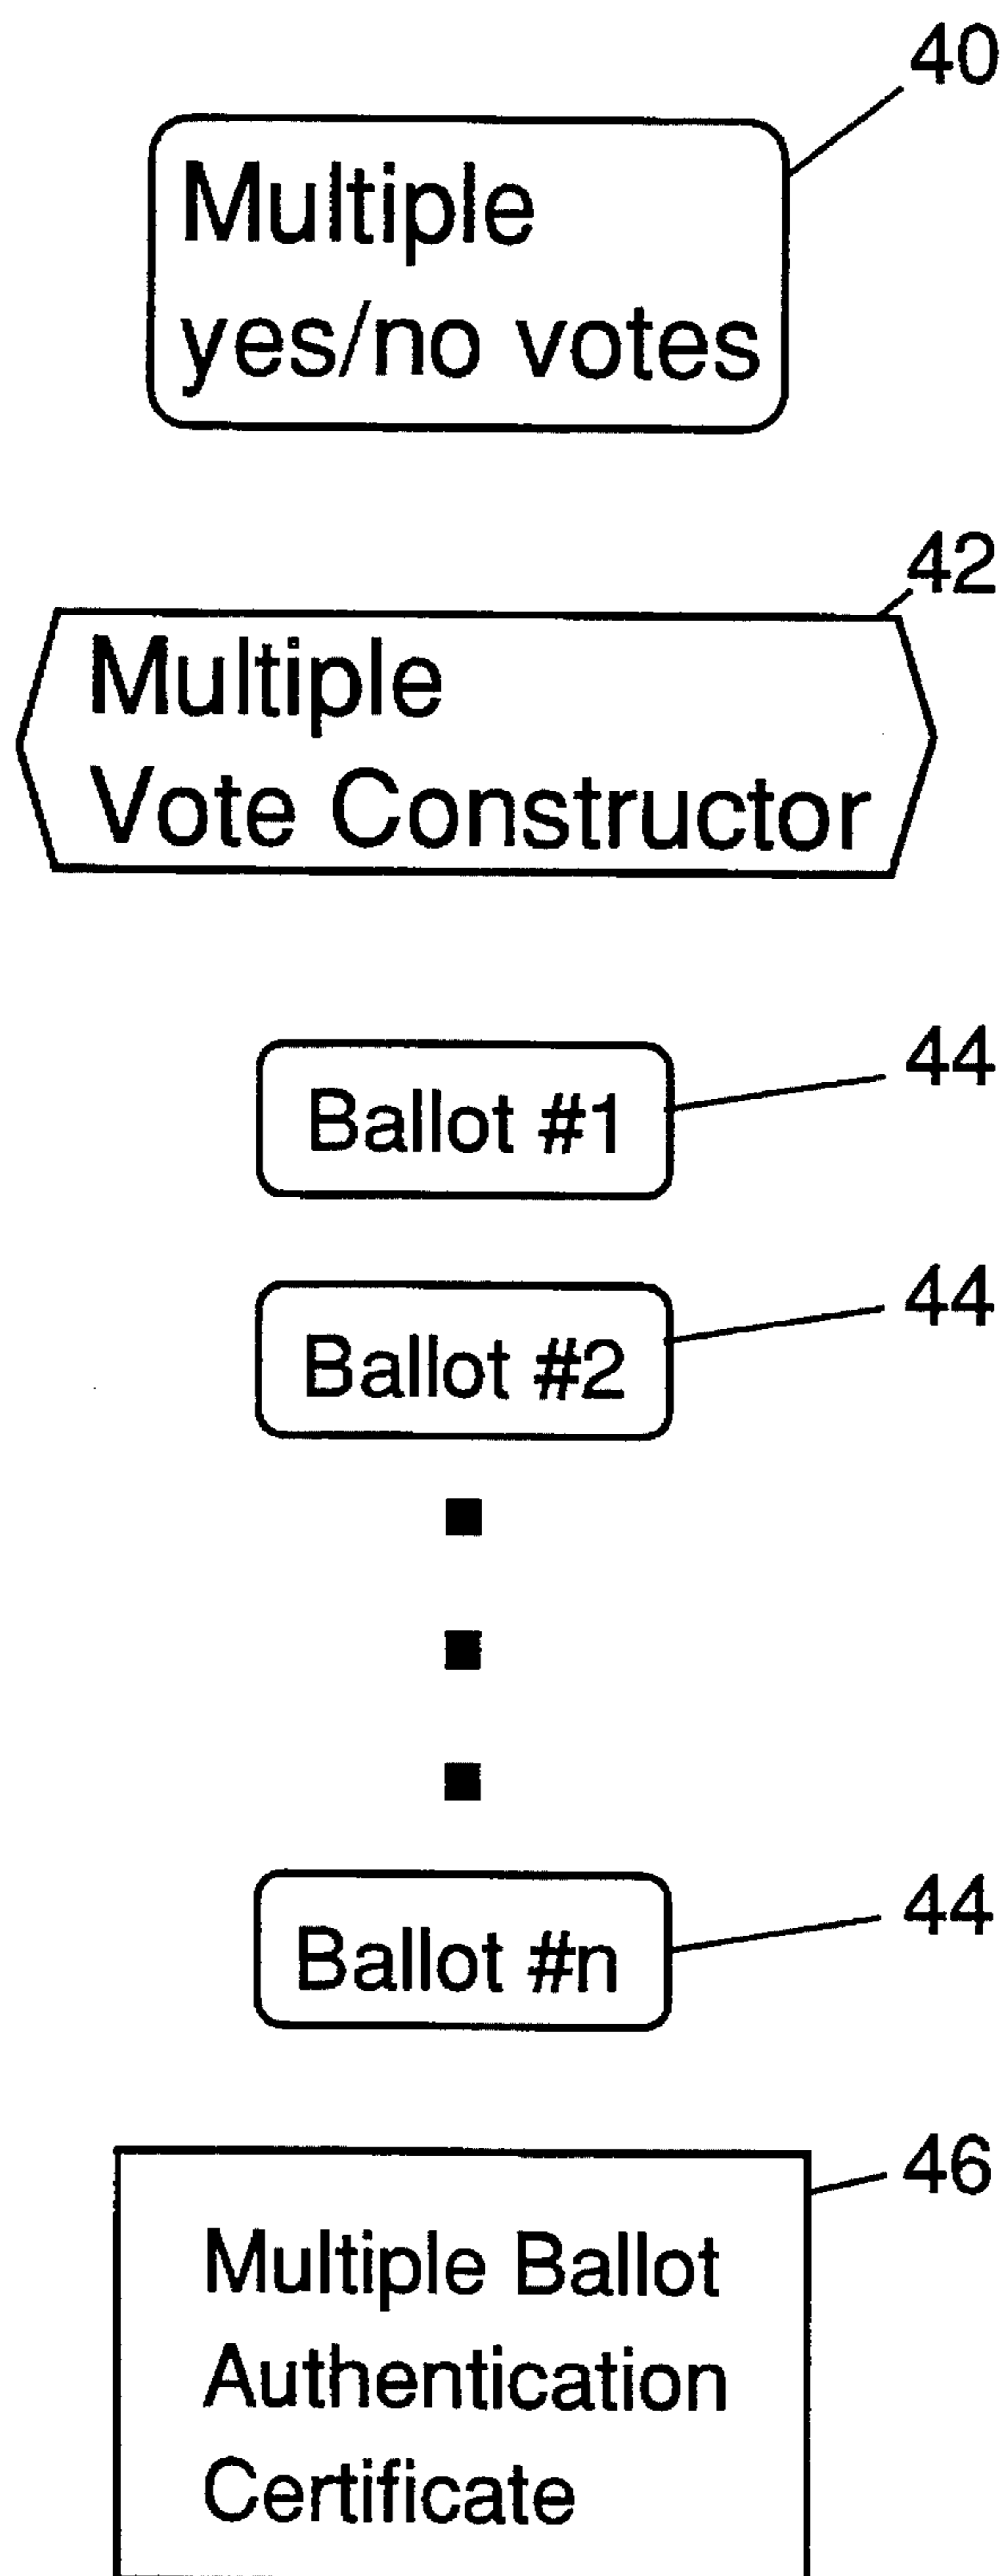 40
Multiple
yes/no votes
42
Multiple
Vote Constructor
44
Ballot #1
44
Ballot #2
44
Ballot #n
46
Multiple Ballot
Authentication
Certificate